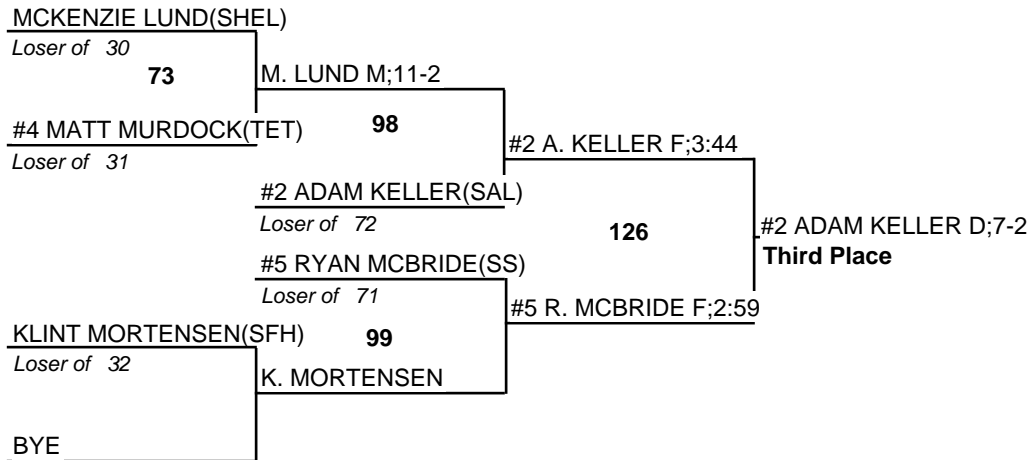 MCKENZIE LUND(SHEL)
Loser of 30
73
M. LUND M;11-2
#4 MATT MURDOCK(TET)
Loser of 31
98
#2 A. KELLER F;3:44
#2 ADAM KELLER(SAL)
Loser of 72
126
#2 ADAM KELLER D;7-2
Third Place
#5 RYAN MCBRIDE(SS)
Loser of 71
#5 R. MCBRIDE F;2:59
KLINT MORTENSEN(SFH)
Loser of 32
99
K. MORTENSEN
BYE